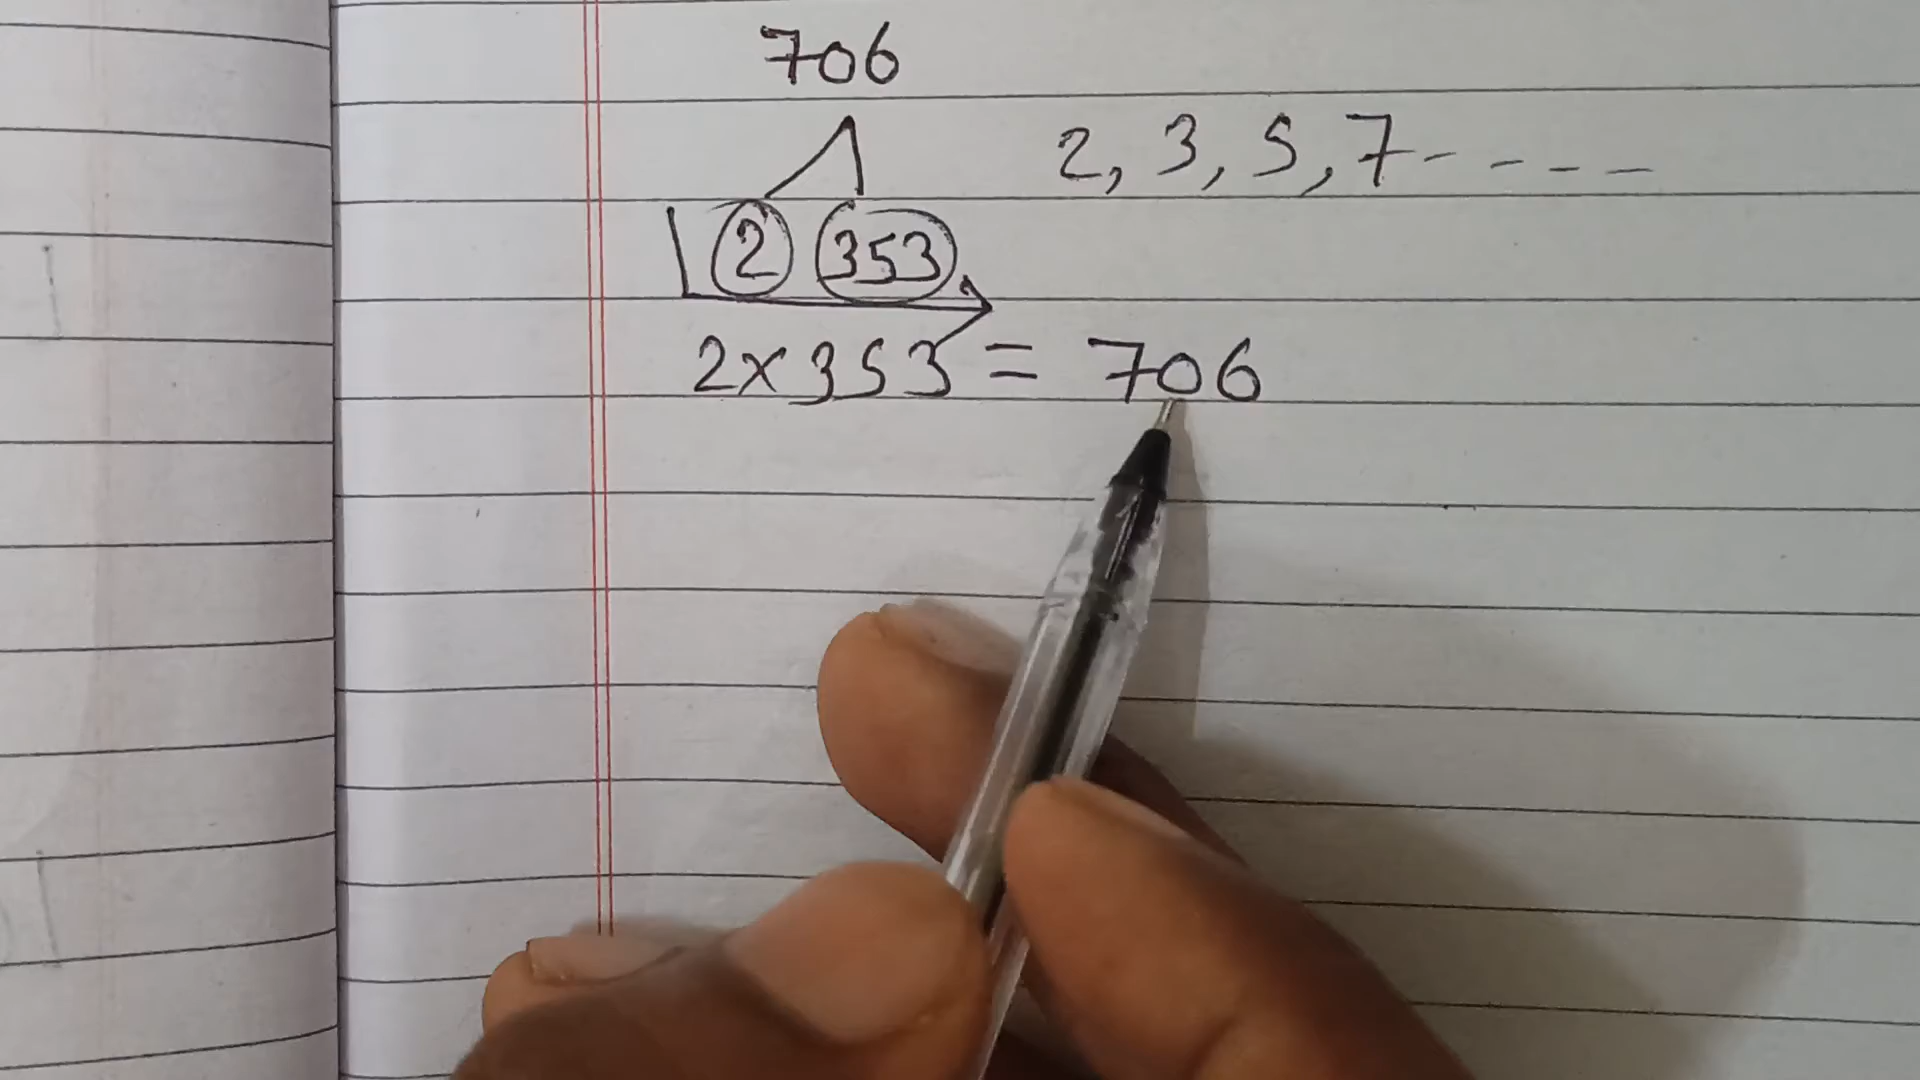 706
2, 3, 5, 7 - - - -
2 353
2x353 = 706